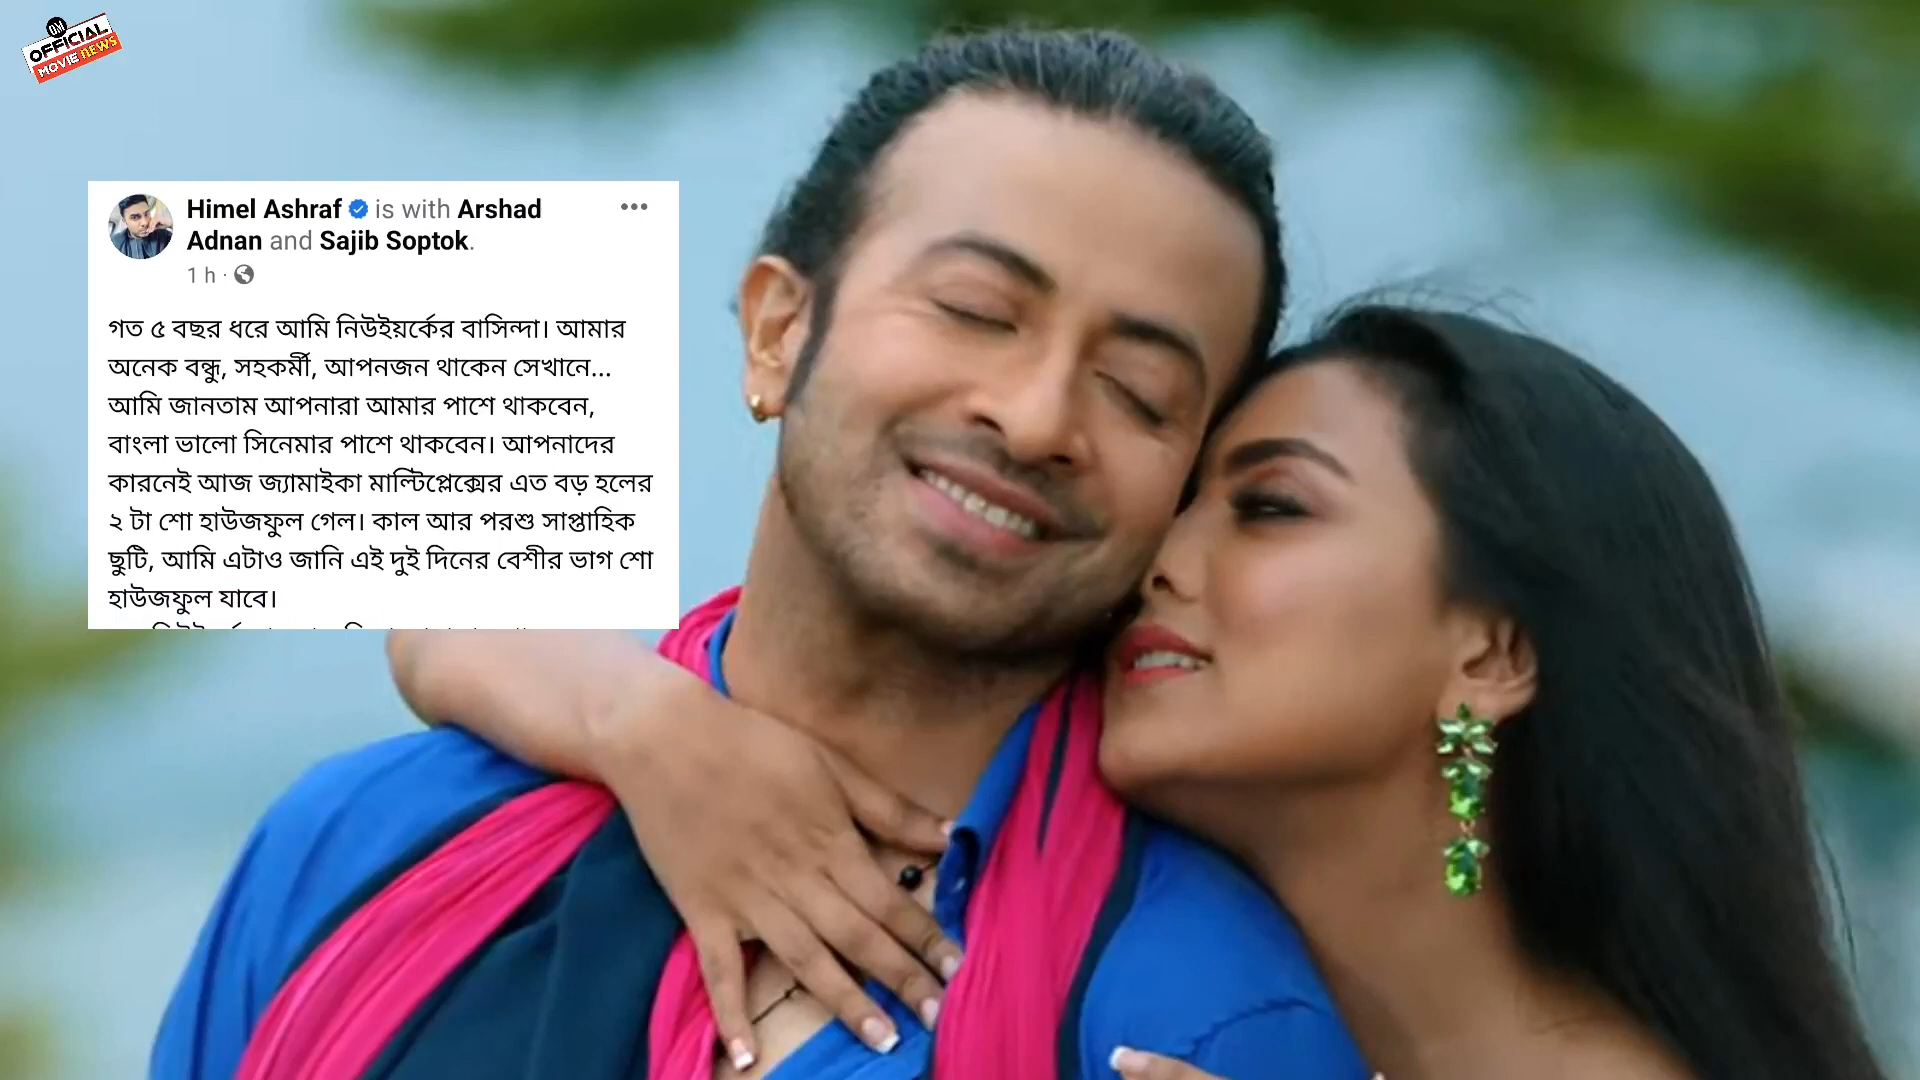 OM
OFFICIAL
MOVIE NEWS
Himel Ashraf is with Arshad
Adnan and Sajib Soptok.
1 h ·
গত ৫ বছর ধরে আমি নিউইয়র্কের বাসিন্দা। আমার
অনেক বন্ধু, সহকর্মী, আপনজন থাকেন সেখানে...
আমি জানতাম আপনারা আমার পাশে থাকবেন,
বাংলা ভালো সিনেমার পাশে থাকবেন। আপনাদের
কারনেই আজ জ্যামাইকা মাল্টিপ্লেক্সের এত বড় হলের
২ টা শো হাউজফুল গেল। কাল আর পরশু সাপ্তাহিক
ছুটি, আমি এটাও জানি এই দুই দিনের বেশীর ভাগ শো
হাউজফুল যাবে।